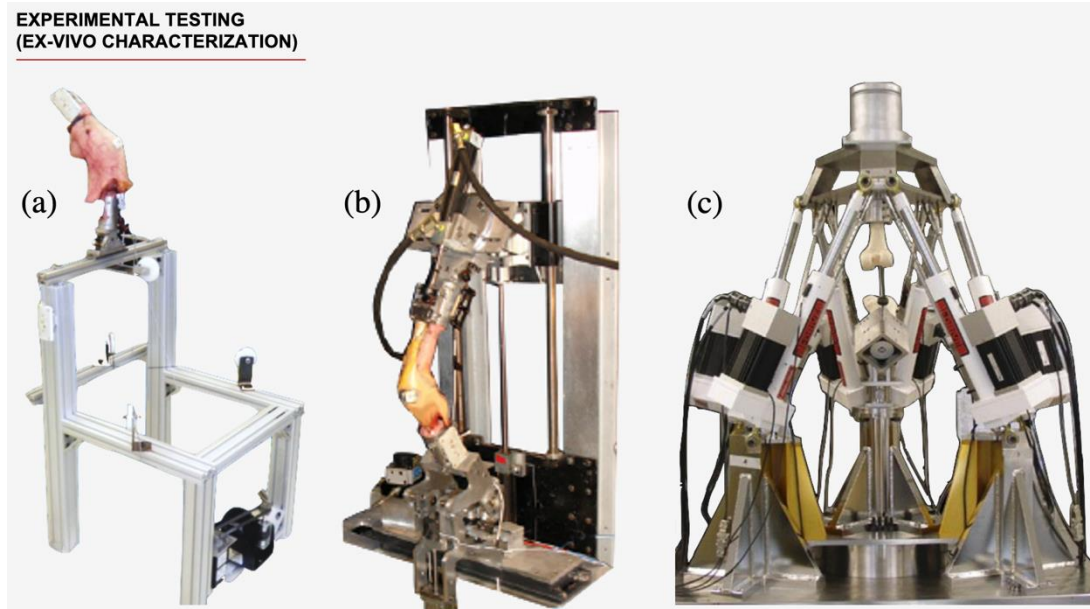 EXPERIMENTAL TESTING
(EX-VIVO CHARACTERIZATION)
(a)
(b)
(c)